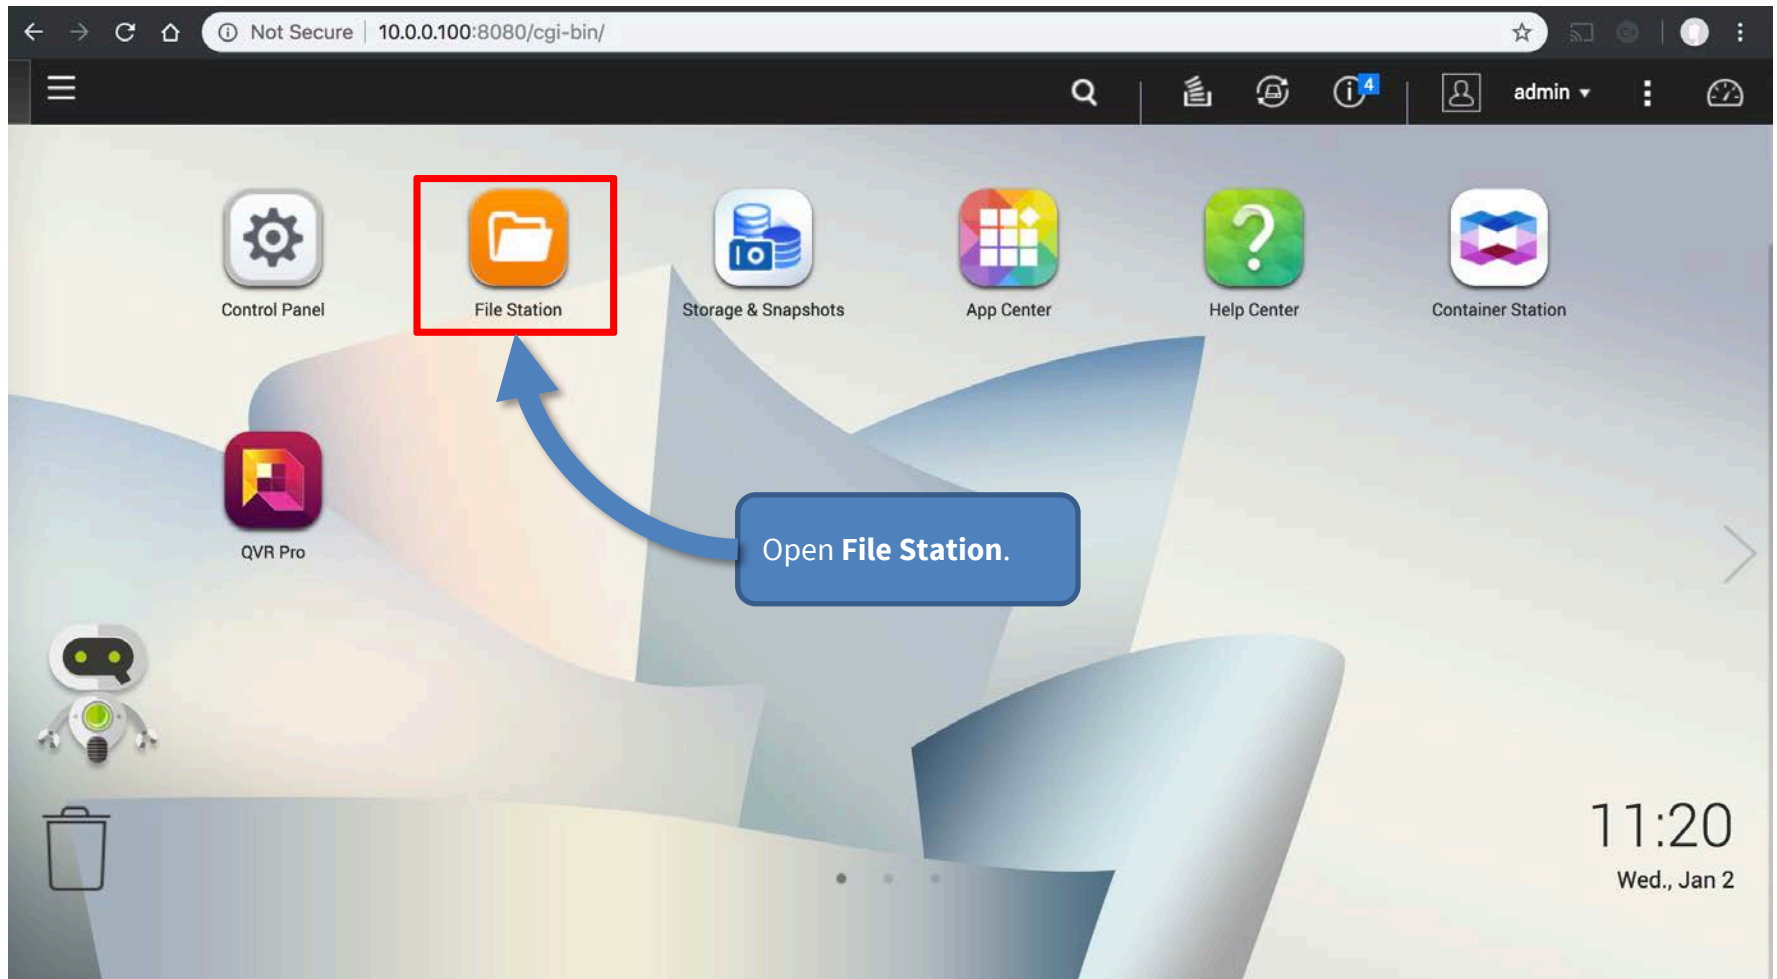 Not Secure | 10.0.0.100:8080/cgi-bin/
4
admin
Control Panel
File Station
Storage & Snapshots
App Center
Help Center
Container Station
QVR Pro
Open File Station.
11:20
Wed., Jan 2